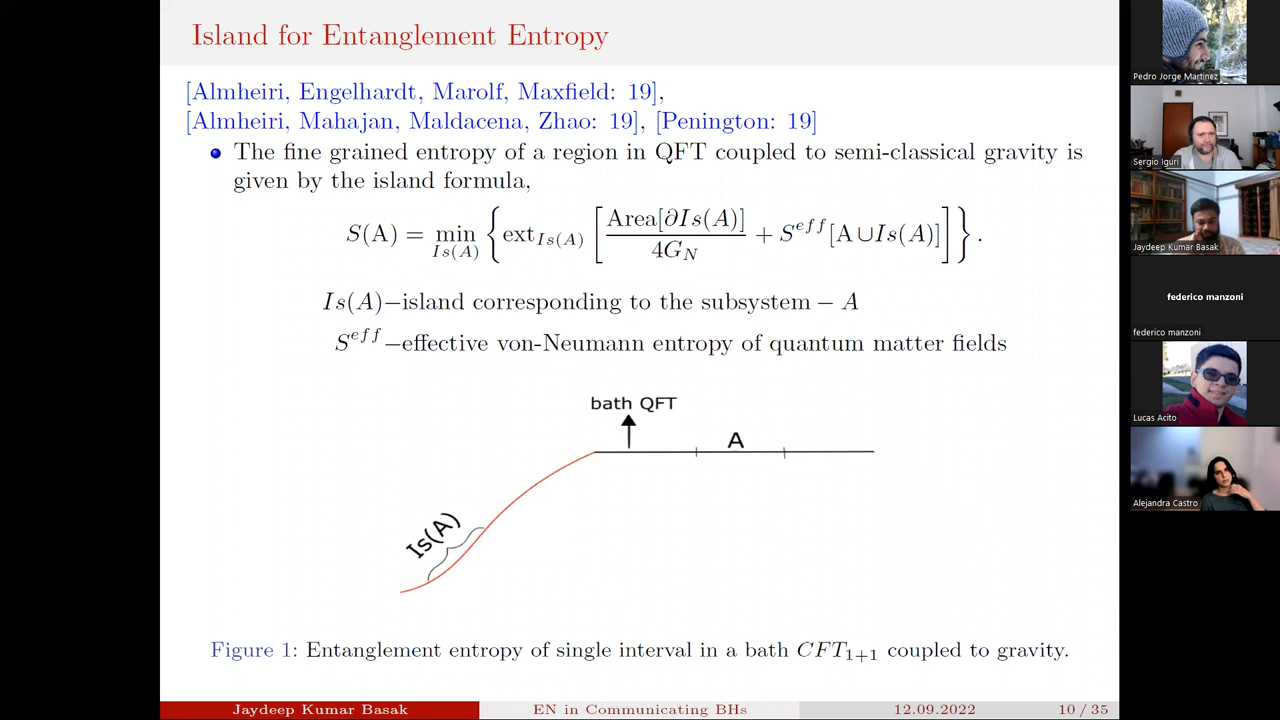 Island for Entanglement Entropy
[Almheiri, Engelhardt, Marolf, Maxfield: 19],
[Almheiri, Mahajan, Maldacena, Zhao: 19], [Penington: 19]
The fine grained entropy of a region in QFT coupled to semi-classical gravity is
given by the island formula,
S(A) = min_{Is(A)} { ext_{Is(A)} [ Area[∂Is(A)] / 4G_N + S^{eff}[A ∪ Is(A)] ] } .
Is(A)–island corresponding to the subsystem – A
S^{eff}–effective von-Neumann entropy of quantum matter fields
bath QFT
A
Is(A)
Figure 1: Entanglement entropy of single interval in a bath CFT_{1+1} coupled to gravity.
Jaydeep Kumar Basak EN in Communicating BHs 12.09.2022 10 / 35
Pedro Jorge Martinez
Sergio Iguri
Jaydeep Kumar Basak
federico manzoni
federico manzoni
Lucas Acito
Alejandra Castro